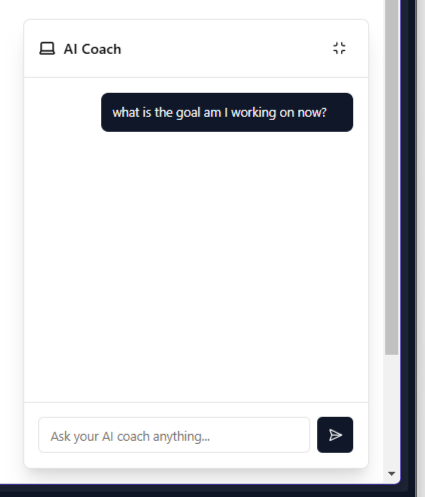 AI Coach
what is the goal am I working on now?
Ask your AI coach anything...